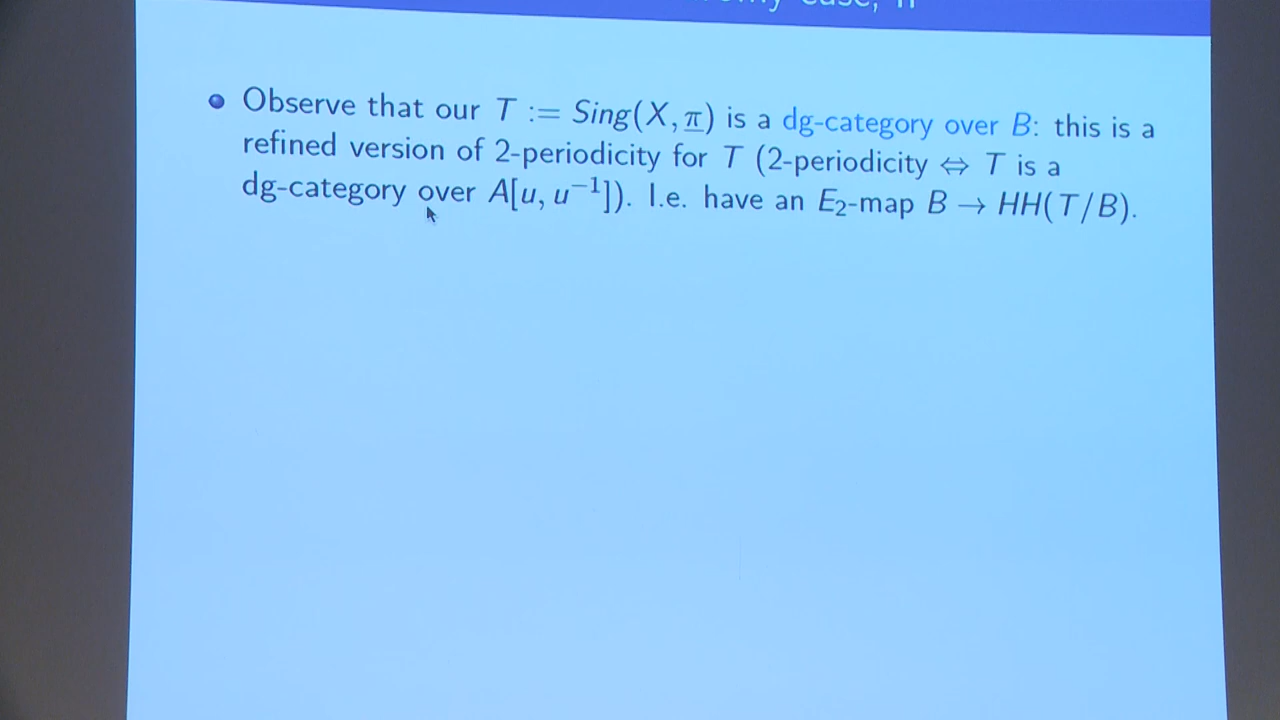 case,
Observe that our T := Sing(X, π) is a dg-category over B: this is a
refined version of 2-periodicity for T (2-periodicity ⇔ T is a
dg-category over A[u, u⁻¹]). I.e. have an E₂-map B → HH(T/B).